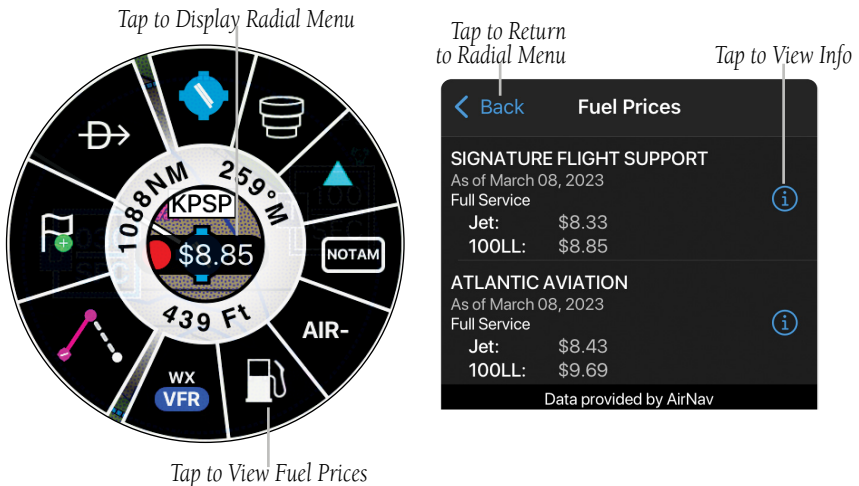 Tap to Display Radial Menu
1088NM 259°M
KPSP
$8.85
439 Ft
NOTAM
AIR-
WX
VFR
Tap to View Fuel Prices
Tap to Return
to Radial Menu
Tap to View Info
Back Fuel Prices
SIGNATURE FLIGHT SUPPORT
As of March 08, 2023
Full Service
Jet: $8.33
100LL: $8.85
ATLANTIC AVIATION
As of March 08, 2023
Full Service
Jet: $8.43
100LL: $9.69
Data provided by AirNav